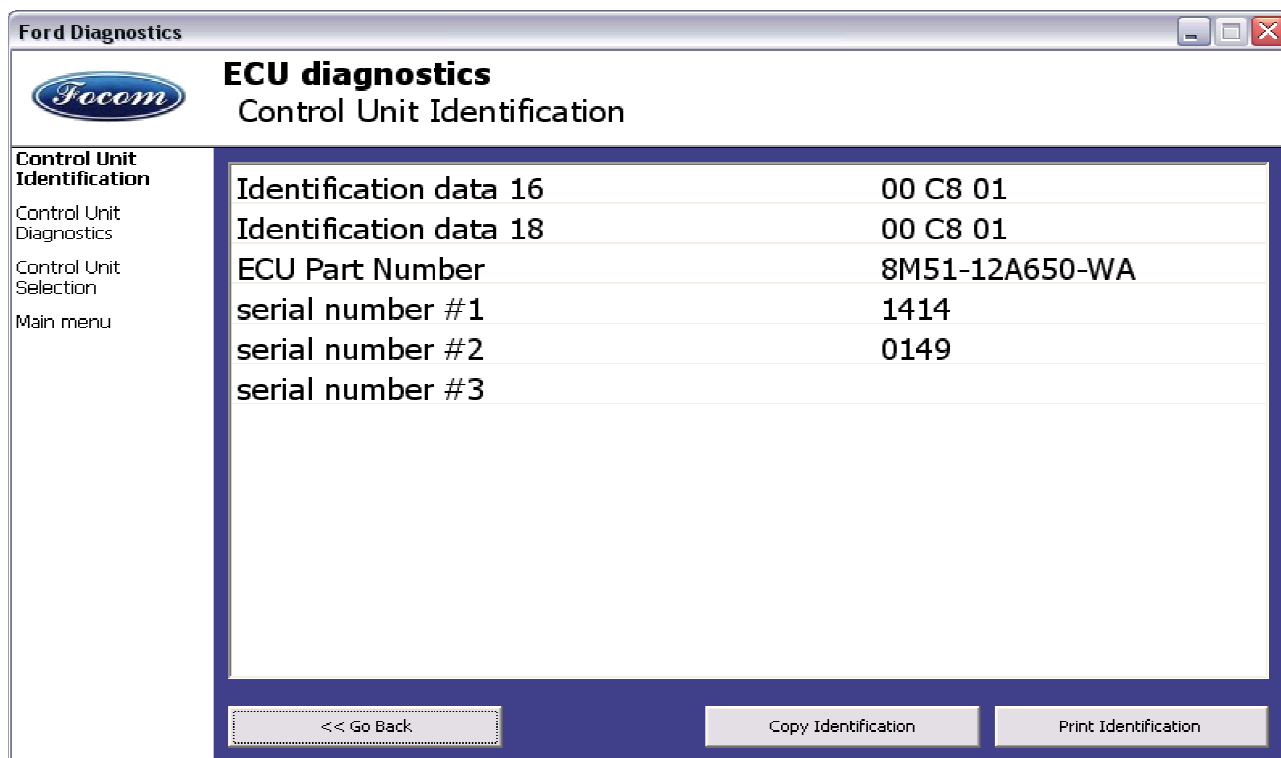 Ford Diagnostics
Focom
ECU diagnostics
Control Unit Identification
Control Unit
Identification
Control Unit
Diagnostics
Control Unit
Selection
Main menu
Identification data 16 00 C8 01
Identification data 18 00 C8 01
ECU Part Number 8M51-12A650-WA
serial number #1 1414
serial number #2 0149
serial number #3
<< Go Back Copy Identification Print Identification